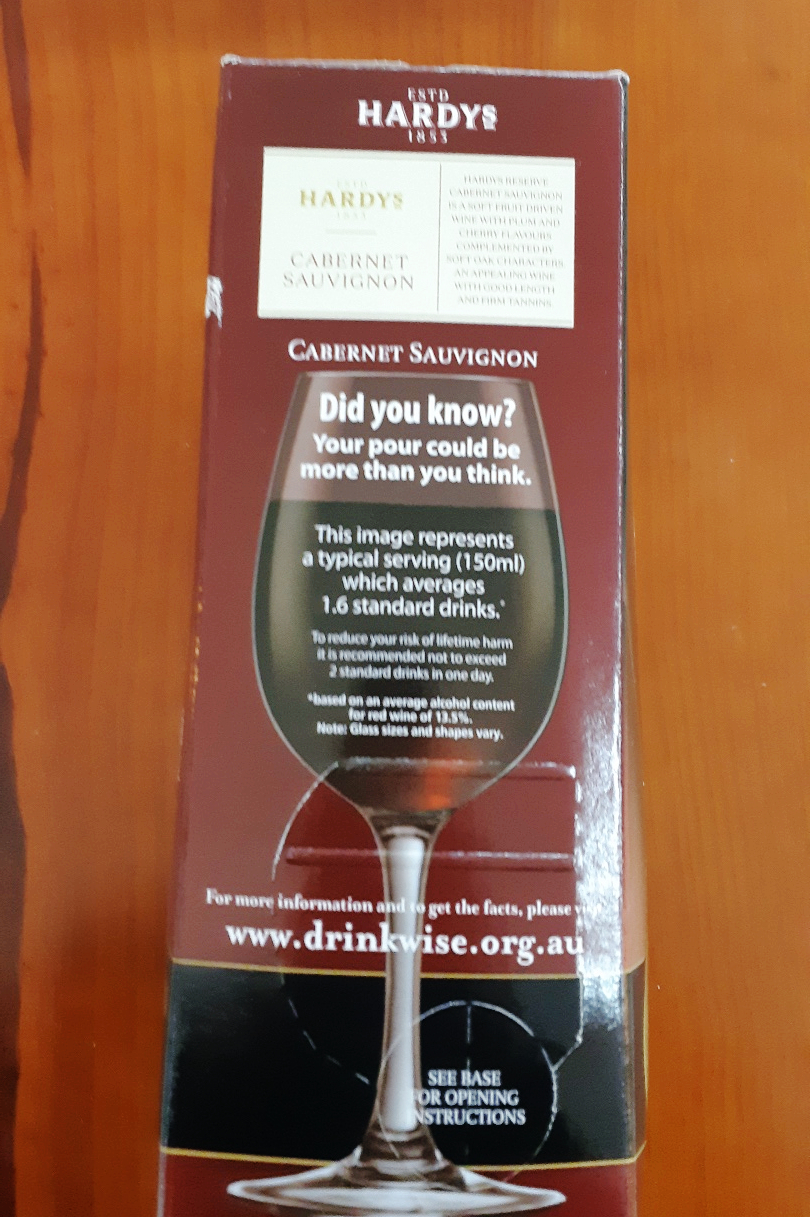 ESTD
HARDYS
1853
ESTD
HARDYS
1853
CABERNET
SAUVIGNON
HARDYS RESERVE
CABERNET SAUVIGNON
IS A SOFT FRUIT DRIVEN
WINE WITH PLUM AND
CHERRY FLAVOURS
COMPLEMENTED BY
SOFT OAK CHARACTERS.
AN APPEALING WINE
WITH GOOD LENGTH
AND FIRM TANNINS.
CABERNET SAUVIGNON
Did you know?
Your pour could be
more than you think.
This image represents
a typical serving (150ml)
which averages
1.6 standard drinks.*
To reduce your risk of lifetime harm
it is recommended not to exceed
2 standard drinks in one day.
*based on an average alcohol content
for red wine of 13.5%.
Note: Glass sizes and shapes vary.
For more information and to get the facts, please
www.drinkwise.org.au
SEE BASE
FOR OPENING
INSTRUCTIONS